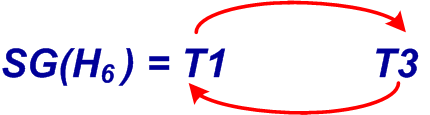 SG(H6) = T1 T3